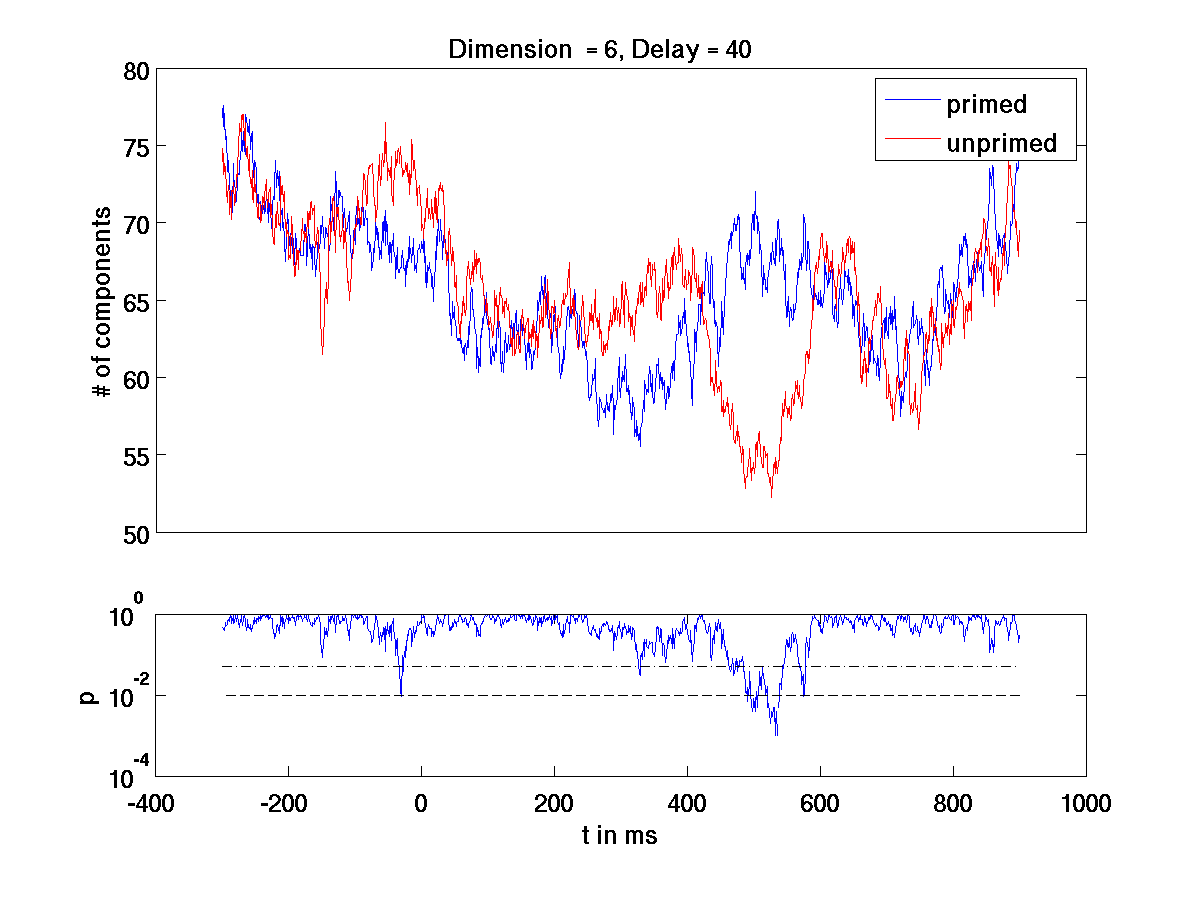 Dimension = 6, Delay = 40
80
75
70
65
60
55
50
# of components
primed
unprimed
10^0
10^-2
10^-4
p
-400 -200 0 200 400 600 800 1000
t in ms